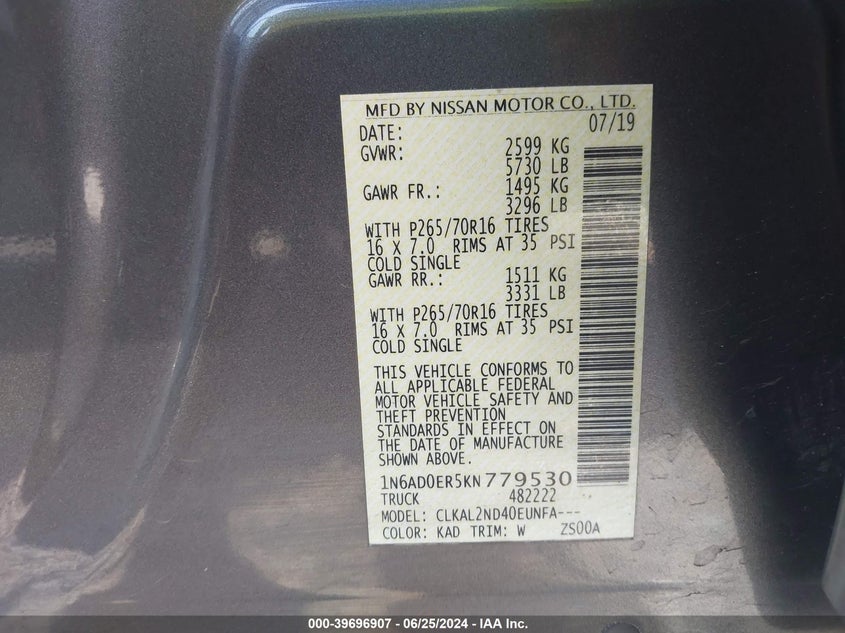 MFD BY NISSAN MOTOR CO., LTD.
DATE: 07/19
GVWR: 2599 KG
5730 LB
GAWR FR.: 1495 KG
3296 LB
WITH P265/70R16 TIRES
16 X 7.0 RIMS AT 35 PSI
COLD SINGLE
GAWR RR.: 1511 KG
3331 LB
WITH P265/70R16 TIRES
16 X 7.0 RIMS AT 35 PSI
COLD SINGLE
THIS VEHICLE CONFORMS TO
ALL APPLICABLE FEDERAL
MOTOR VEHICLE SAFETY AND
THEFT PREVENTION
STANDARDS IN EFFECT ON
THE DATE OF MANUFACTURE
SHOWN ABOVE.
1N6AD0ER5KN779530
TRUCK 482222
MODEL: CLKAL2ND40EUNFA---
COLOR: KAD TRIM: W ZS00A
000-39696907 / 06/25/2024 - IAA Inc.